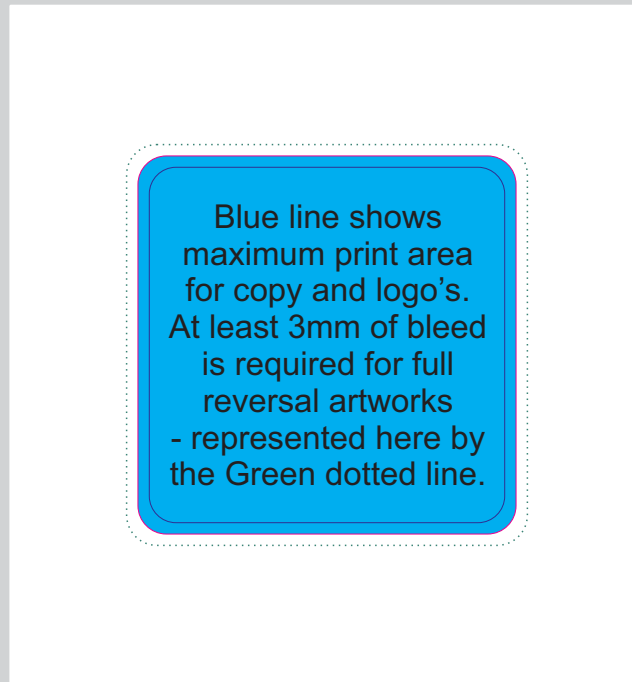 Blue line shows
maximum print area
for copy and logo’s.
At least 3mm of bleed
is required for full
reversal artworks
- represented here by
the Green dotted line.